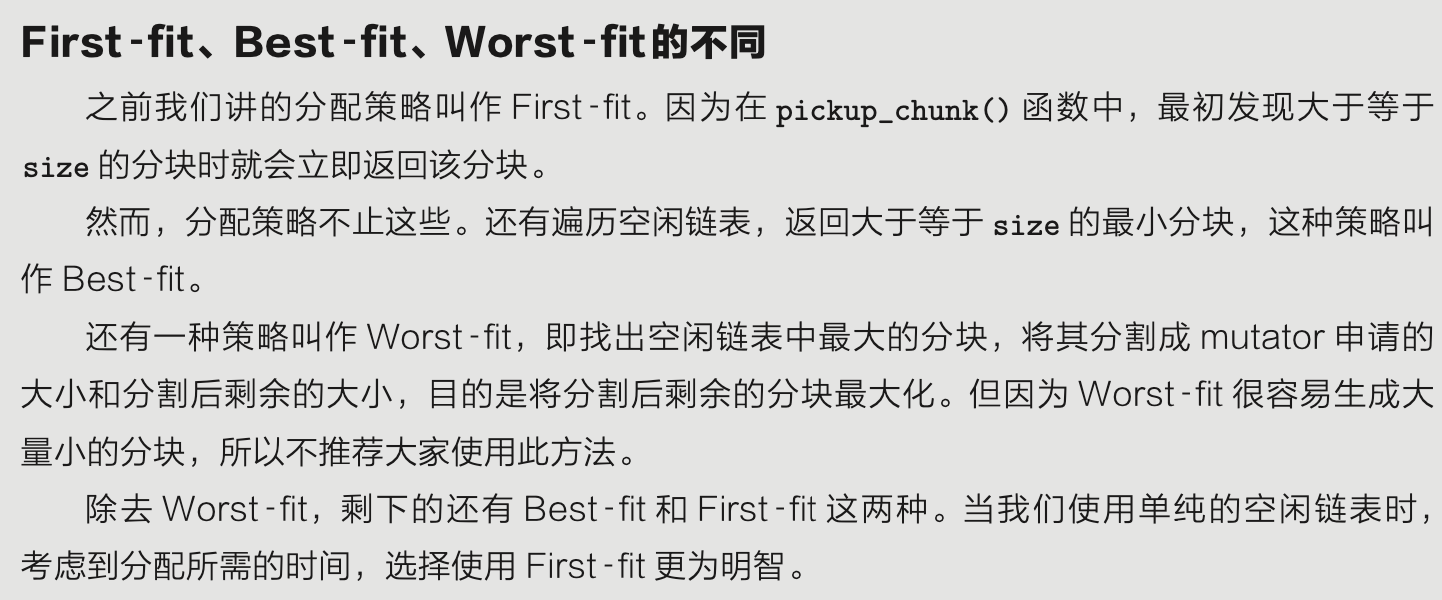 First-fit、Best-fit、Worst-fit的不同
之前我们讲的分配策略叫作 First-fit。因为在 pickup_chunk() 函数中，最初发现大于等于
size 的分块时就会立即返回该分块。
然而，分配策略不止这些。还有遍历空闲链表，返回大于等于 size 的最小分块，这种策略叫
作 Best-fit。
还有一种策略叫作 Worst-fit，即找出空闲链表中最大的分块，将其分割成 mutator 申请的
大小和分割后剩余的大小，目的是将分割后剩余的分块最大化。但因为 Worst-fit 很容易生成大
量小的分块，所以不推荐大家使用此方法。
除去 Worst-fit，剩下的还有 Best-fit 和 First-fit 这两种。当我们使用单纯的空闲链表时，
考虑到分配所需的时间，选择使用 First-fit 更为明智。